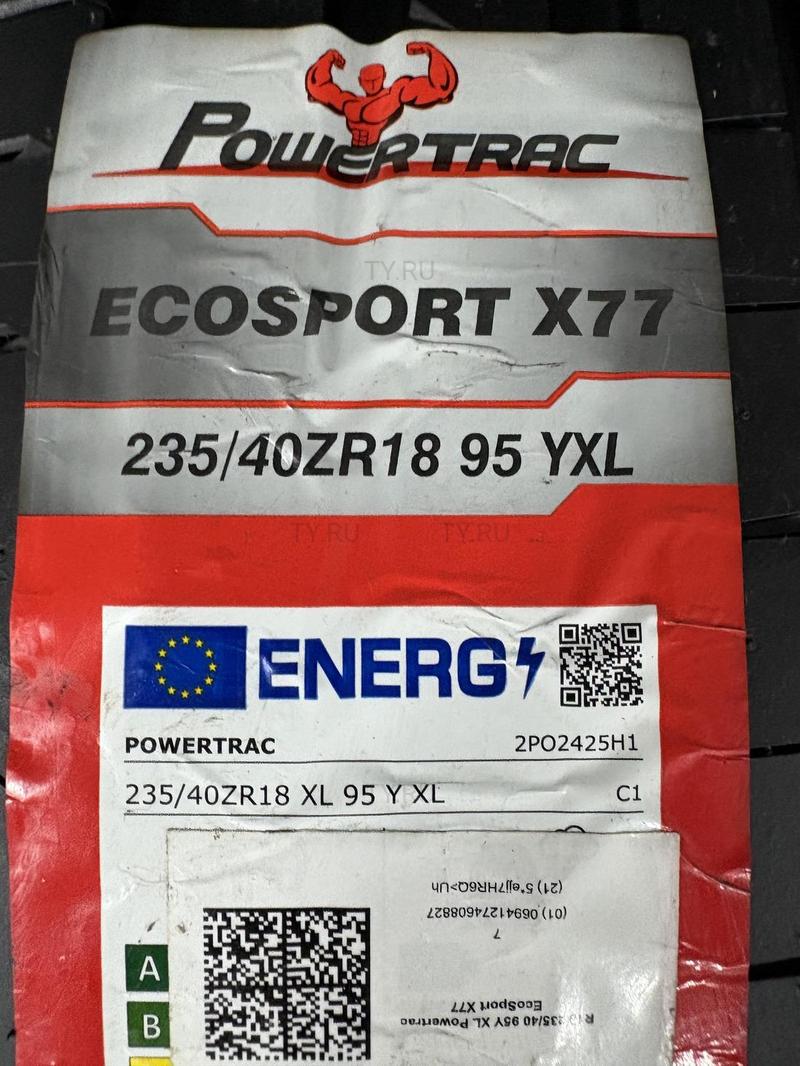 POWERTRAC
TY.RU
ECOSPORT X77
235/40ZR18 95 YXL
TY.RU TY.RU
ENERG
POWERTRAC 2PO2425H1
235/40ZR18 XL 95 Y XL C1
A
B
R18 235/40 95Y XL Powertrac
EcoSport X77
7
(01) 06941274608827
(21) 5*ejj7HR6Q>Uh